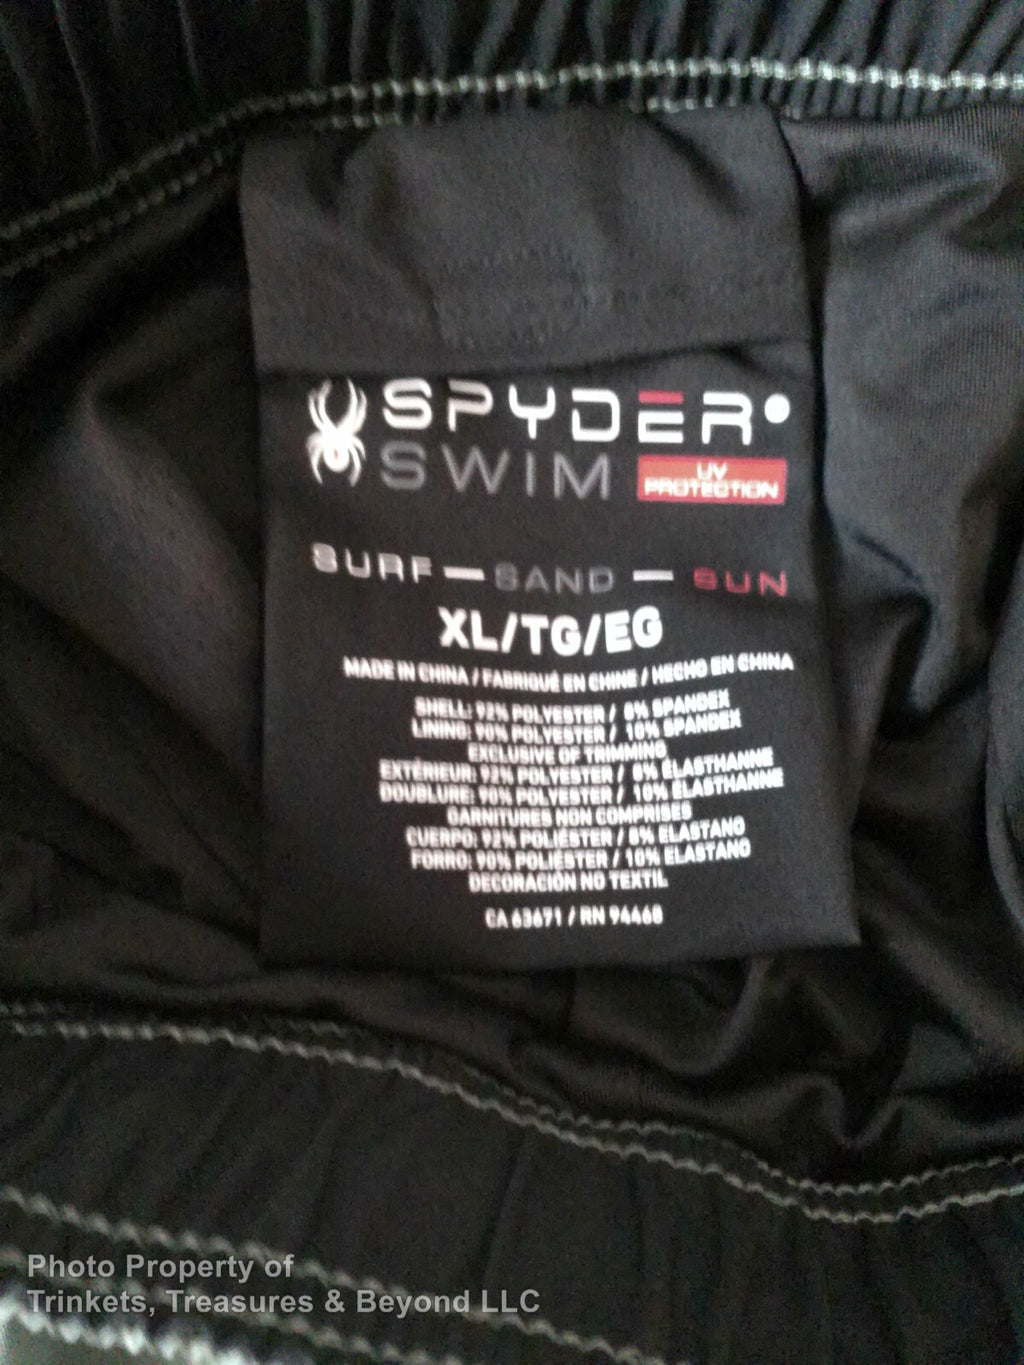 SPYDER®
SWIM UV PROTECTION
SURF — SAND — SUN
XL/TG/EG
MADE IN CHINA / FABRIQUÉ EN CHINE / HECHO EN CHINA
SHELL: 92% POLYESTER / 8% SPANDEX
LINING: 90% POLYESTER / 10% SPANDEX
EXCLUSIVE OF TRIMMING
EXTÉRIEUR: 92% POLYESTER / 8% ELASTHANNE
DOUBLURE: 90% POLYESTER / 10% ELASTHANNE
GARNITURES NON COMPRISES
CUERPO: 92% POLIÉSTER / 8% ELASTANO
FORRO: 90% POLIÉSTER / 10% ELASTANO
DECORACIÓN NO TEXTIL
CA 63671 / RN 94468
Photo Property of
Trinkets, Treasures & Beyond LLC